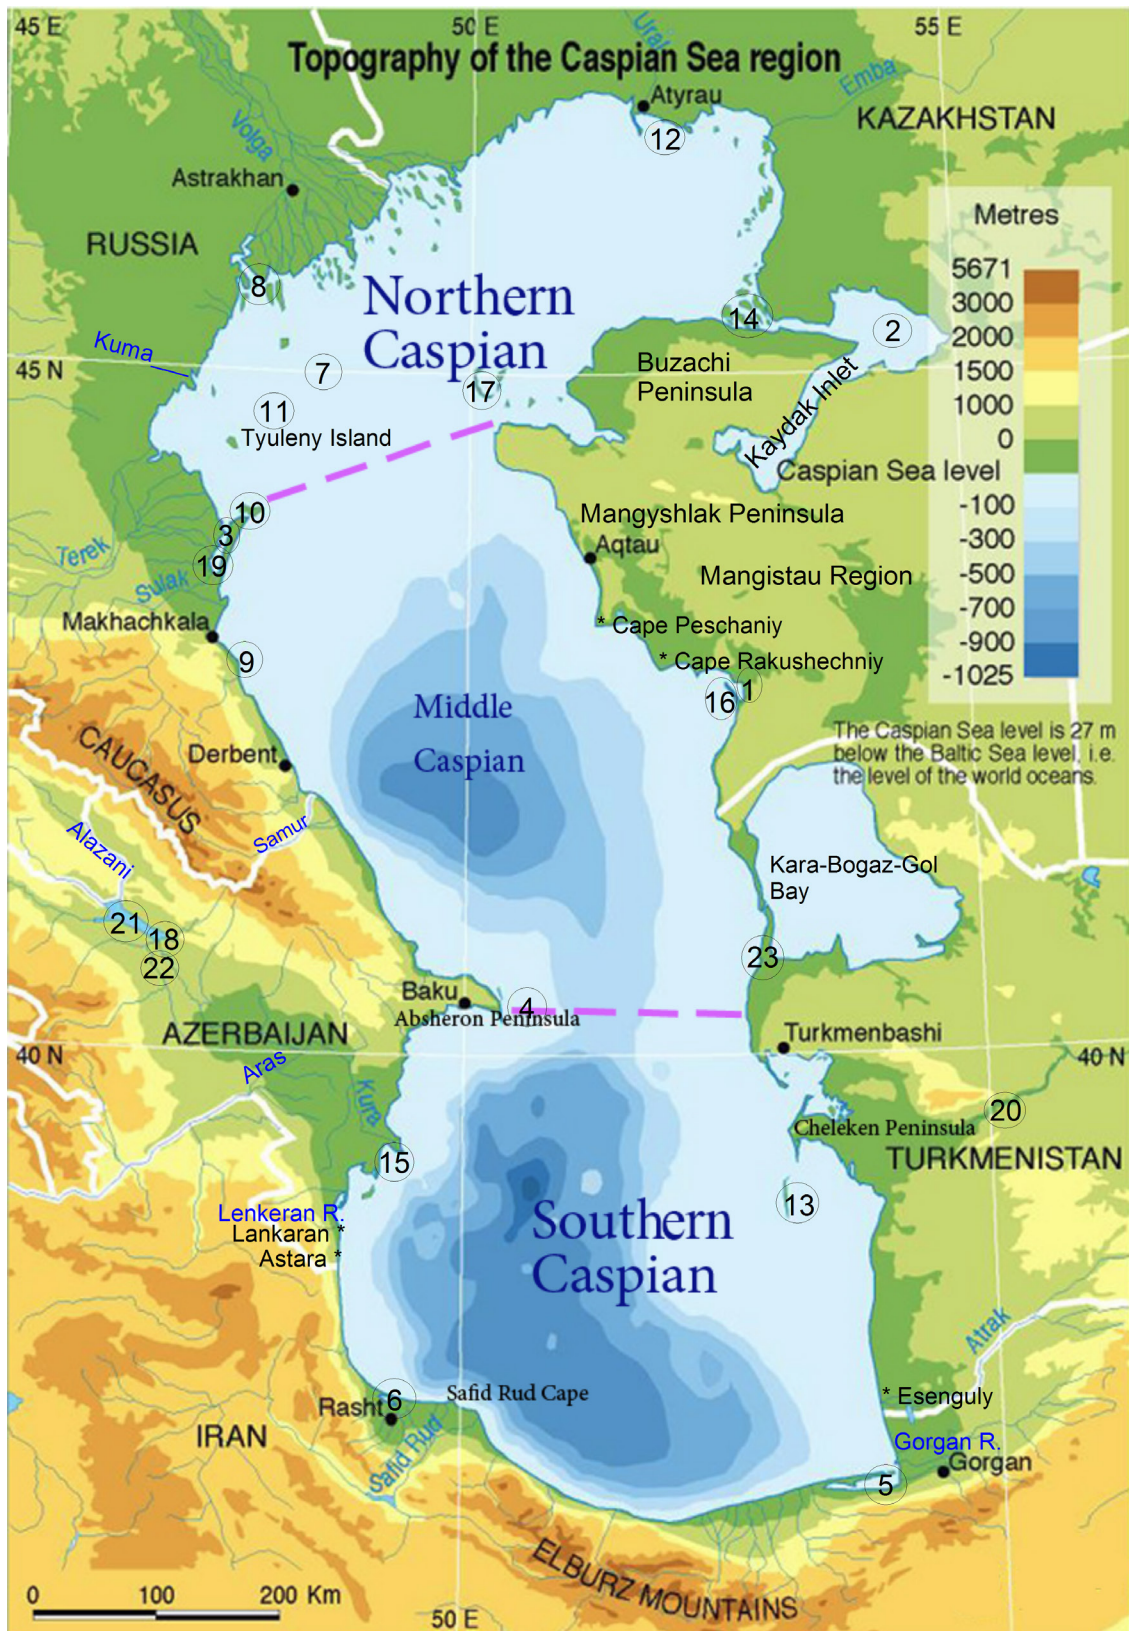 45 E
50 E
55 E
Topography of the Caspian Sea region
Ural
Emba
Atyrau
KAZAKHSTAN
12
Volga
Astrakhan
Metres
RUSSIA
5671
3000
2000
1500
1000
0
Caspian Sea level
-100
-300
-500
-700
-900
-1025
8
Northern
Caspian
14
2
Kuma
45 N
7
Buzachi
Peninsula
17
11
Tyuleny Island
Kaydak Inlet
10
3
19
Mangyshlak Peninsula
Aqtau
Terek
Sulak
Mangistau Region
Makhachkala
* Cape Peschaniy
9
* Cape Rakushechniy
1
16
Middle
Caspian
The Caspian Sea level is 27 m
below the Baltic Sea level, i.e.
the level of the world oceans.
CAUCASUS
Derbent
Samur
Alazani
Kara-Bogaz-Gol
Bay
21
18
22
23
Baku
4
Absheron Peninsula
AZERBAIJAN
Turkmenbashi
40 N
40 N
Aras
Kura
20
Cheleken Peninsula
TURKMENISTAN
15
13
Lenkeran R.
Lankaran *
Astara *
Southern
Caspian
Atrak
6
Safid Rud Cape
* Esenguly
Rasht
IRAN
Safid Rud
Gorgan R.
Gorgan
5
ELBURZ MOUNTAINS
0 100 200 Km
50 E